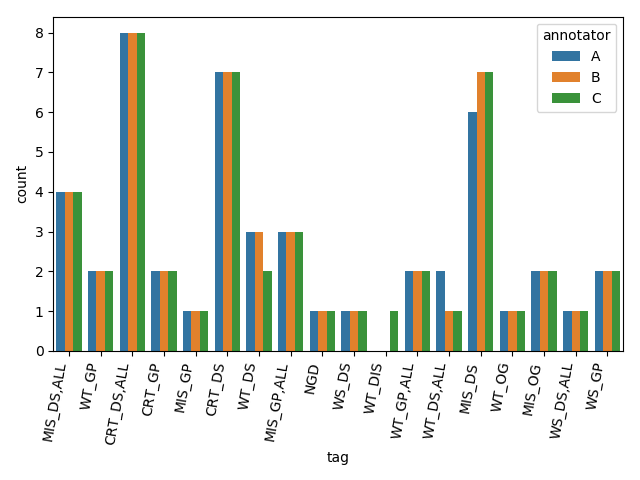 annotator
A
B
C
8
7
6
5
4
3
2
1
0
count
MIS_DS,ALL
WT_GP
CRT_DS,ALL
CRT_GP
MIS_GP
CRT_DS
WT_DS
MIS_GP,ALL
NGD
WS_DS
WT_DIS
WT_GP,ALL
WT_DS,ALL
MIS_DS
WT_OG
MIS_OG
WS_DS,ALL
WS_GP
tag